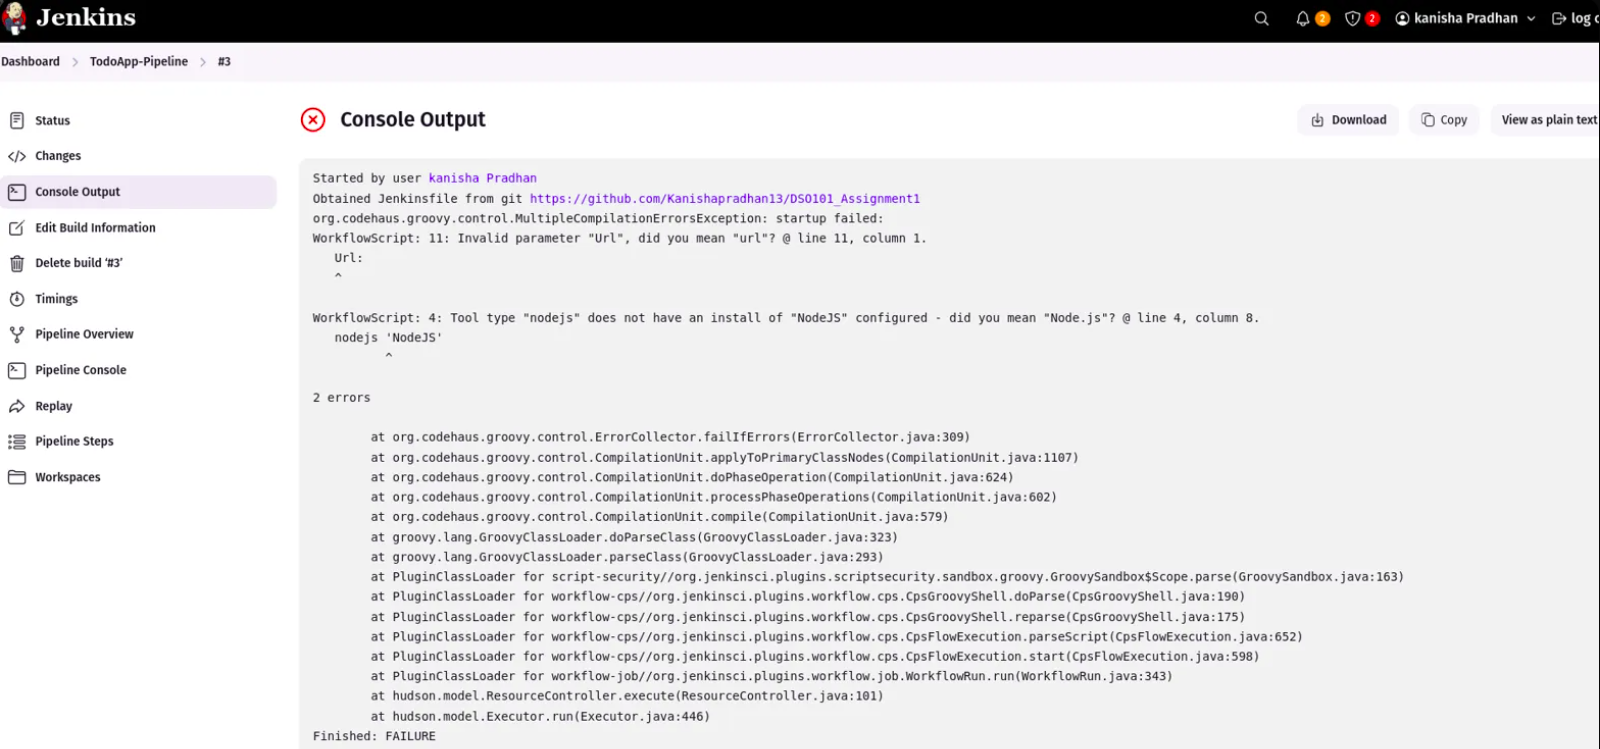 Jenkins
2 2 kanisha Pradhan log
Dashboard > TodoApp-Pipeline > #3
Status
Changes
Console Output
Edit Build Information
Delete build ‘#3’
Timings
Pipeline Overview
Pipeline Console
Replay
Pipeline Steps
Workspaces
Console Output
Download Copy View as plain text
Started by user kanisha Pradhan
Obtained Jenkinsfile from git https://github.com/Kanishapradhan13/DSO101_Assignment1
org.codehaus.groovy.control.MultipleCompilationErrorsException: startup failed:
WorkflowScript: 11: Invalid parameter "Url", did you mean "url"? @ line 11, column 1.
Url:
^
WorkflowScript: 4: Tool type "nodejs" does not have an install of "NodeJS" configured - did you mean "Node.js"? @ line 4, column 8.
nodejs 'NodeJS'
^
2 errors
at org.codehaus.groovy.control.ErrorCollector.failIfErrors(ErrorCollector.java:309)
at org.codehaus.groovy.control.CompilationUnit.applyToPrimaryClassNodes(CompilationUnit.java:1107)
at org.codehaus.groovy.control.CompilationUnit.doPhaseOperation(CompilationUnit.java:624)
at org.codehaus.groovy.control.CompilationUnit.processPhaseOperations(CompilationUnit.java:602)
at org.codehaus.groovy.control.CompilationUnit.compile(CompilationUnit.java:579)
at groovy.lang.GroovyClassLoader.doParseClass(GroovyClassLoader.java:323)
at groovy.lang.GroovyClassLoader.parseClass(GroovyClassLoader.java:293)
at PluginClassLoader for script-security//org.jenkinsci.plugins.scriptsecurity.sandbox.groovy.GroovySandbox$Scope.parse(GroovySandbox.java:163)
at PluginClassLoader for workflow-cps//org.jenkinsci.plugins.workflow.cps.CpsGroovyShell.doParse(CpsGroovyShell.java:190)
at PluginClassLoader for workflow-cps//org.jenkinsci.plugins.workflow.cps.CpsGroovyShell.reparse(CpsGroovyShell.java:175)
at PluginClassLoader for workflow-cps//org.jenkinsci.plugins.workflow.cps.CpsFlowExecution.parseScript(CpsFlowExecution.java:652)
at PluginClassLoader for workflow-cps//org.jenkinsci.plugins.workflow.cps.CpsFlowExecution.start(CpsFlowExecution.java:598)
at PluginClassLoader for workflow-job//org.jenkinsci.plugins.workflow.job.WorkflowRun.run(WorkflowRun.java:343)
at hudson.model.ResourceController.execute(ResourceController.java:101)
at hudson.model.Executor.run(Executor.java:446)
Finished: FAILURE